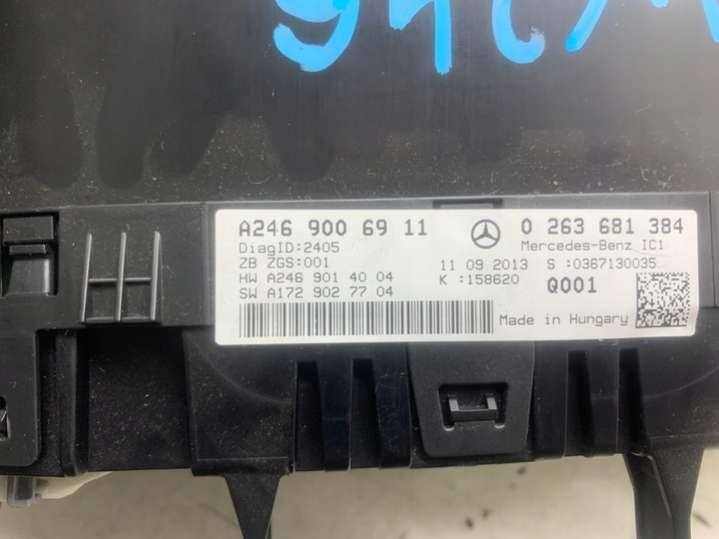 W246
A246 900 69 11
0 263 681 384
DiagID:2405
Mercedes-Benz IC1
ZB ZGS:001
11 09 2013 S :0367130035
HW A246 901 40 04
K :158620
Q001
SW A172 902 77 04
Made in Hungary